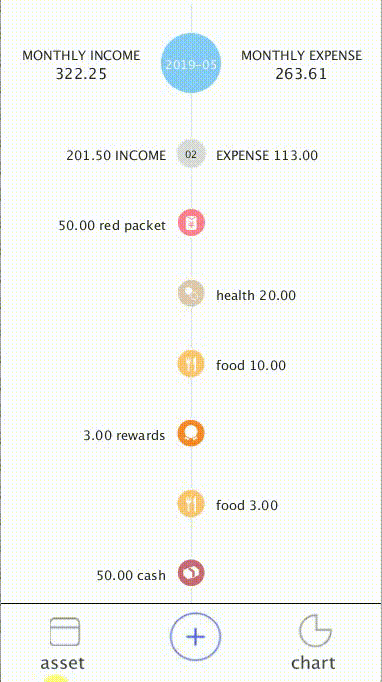 MONTHLY INCOME
322.25
2019-05
MONTHLY EXPENSE
263.61
201.50 INCOME
02
EXPENSE 113.00
50.00 red packet
health 20.00
food 10.00
3.00 rewards
food 3.00
50.00 cash
asset
chart